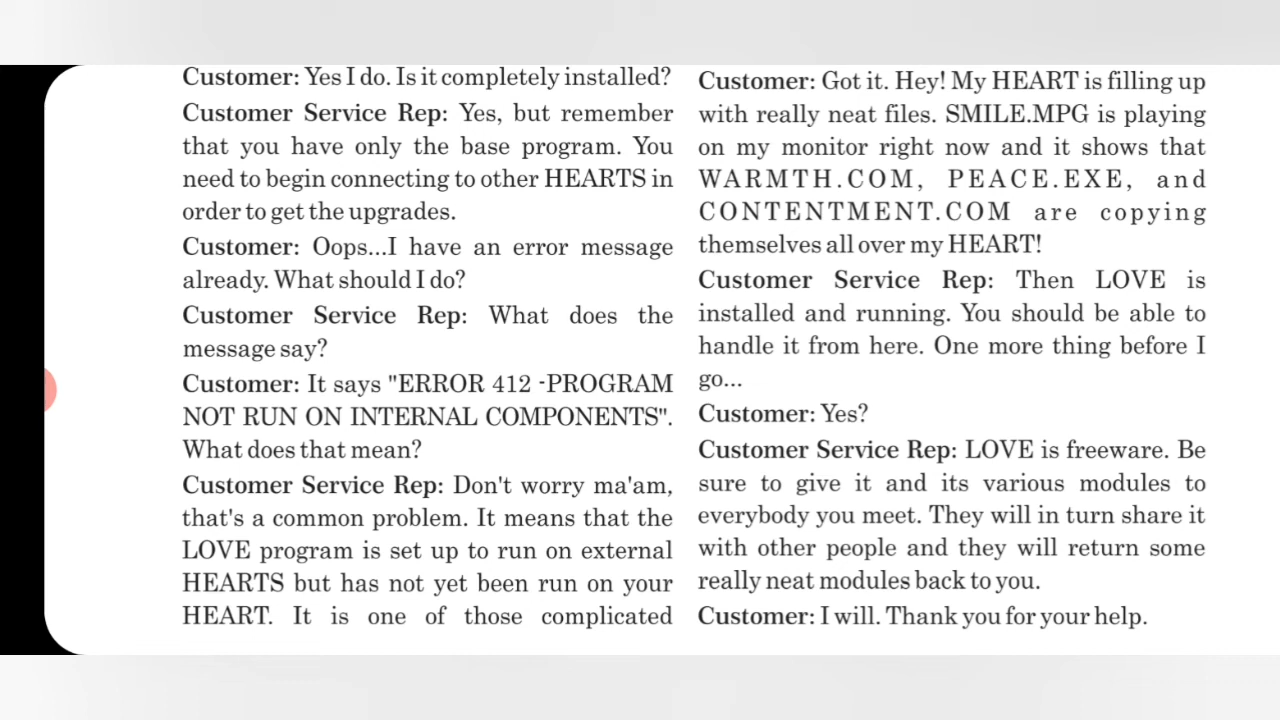 Customer: Yes I do. Is it completely installed?
Customer Service Rep: Yes, but remember
that you have only the base program. You
need to begin connecting to other HEARTS in
order to get the upgrades.
Customer: Oops...I have an error message
already. What should I do?
Customer Service Rep: What does the
message say?
Customer: It says "ERROR 412 -PROGRAM
NOT RUN ON INTERNAL COMPONENTS".
What does that mean?
Customer Service Rep: Don't worry ma'am,
that's a common problem. It means that the
LOVE program is set up to run on external
HEARTS but has not yet been run on your
HEART. It is one of those complicated
Customer: Got it. Hey! My HEART is filling up
with really neat files. SMILE.MPG is playing
on my monitor right now and it shows that
WARMTH.COM, PEACE.EXE, and
CONTENTMENT.COM are copying
themselves all over my HEART!
Customer Service Rep: Then LOVE is
installed and running. You should be able to
handle it from here. One more thing before I
go...
Customer: Yes?
Customer Service Rep: LOVE is freeware. Be
sure to give it and its various modules to
everybody you meet. They will in turn share it
with other people and they will return some
really neat modules back to you.
Customer: I will. Thank you for your help.